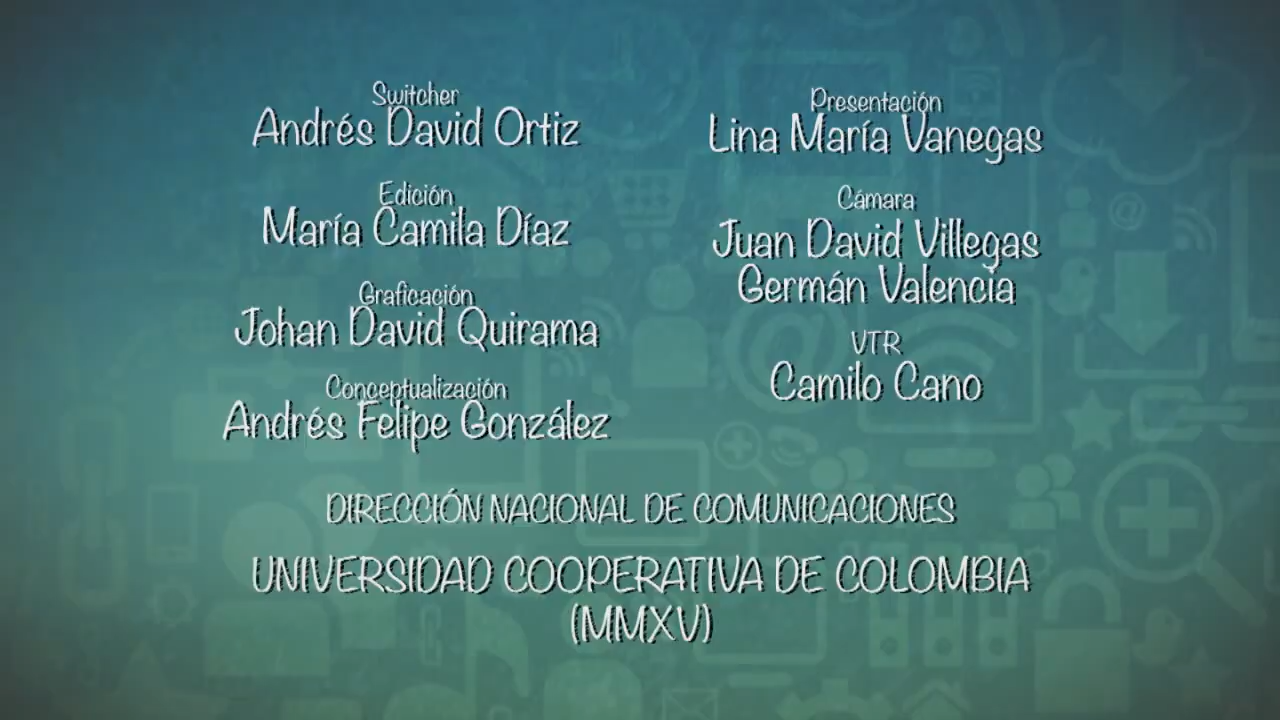 Switcher
Andrés David Ortiz
Edición
María Camila Díaz
Graficación
Johan David Quirama
Conceptualización
Andrés Felipe González
Presentación
Lina María Vanegas
Cámara
Juan David Villegas
Germán Valencia
VTR
Camilo Cano
DIRECCIÓN NACIONAL DE COMUNICACIONES
UNIVERSIDAD COOPERATIVA DE COLOMBIA
(MMXV)